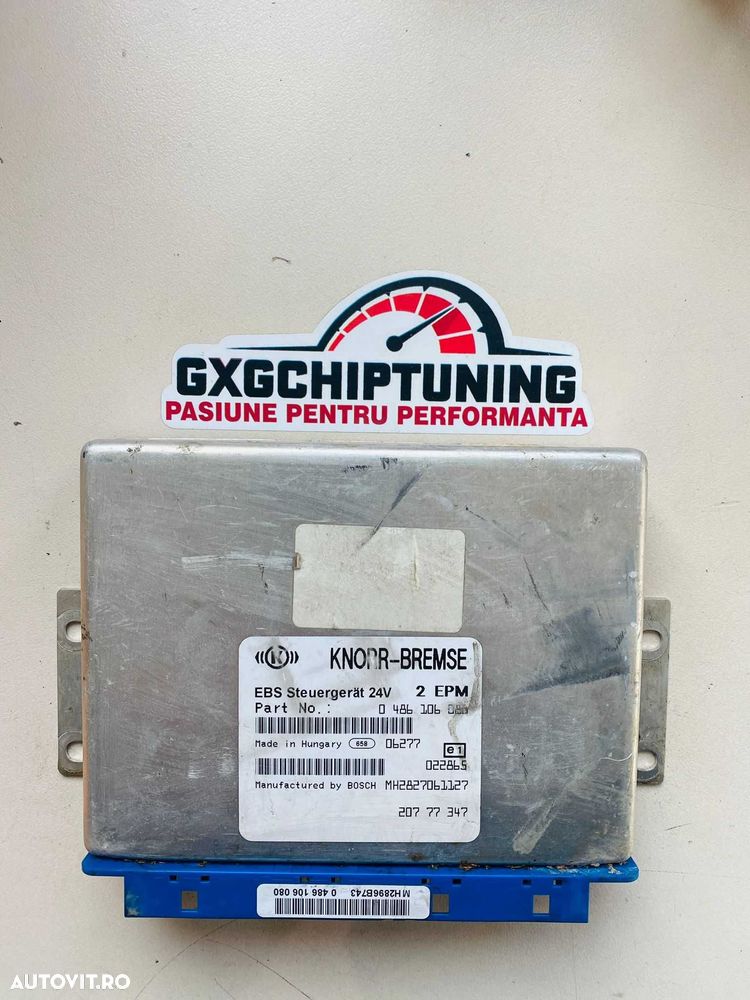 GXGCHIPTUNING
PASIUNE PENTRU PERFORMANTA
((K)) KNORR-BREMSE
EBS Steuergerät 24V 2 EPM
Part No.: 0 486 106
Made in Hungary 658 06277 e1
022865
Manufactured by BOSCH MH2827061127
207 77 347
MH2896B743 0 486 106 080
AUTOVIT.RO